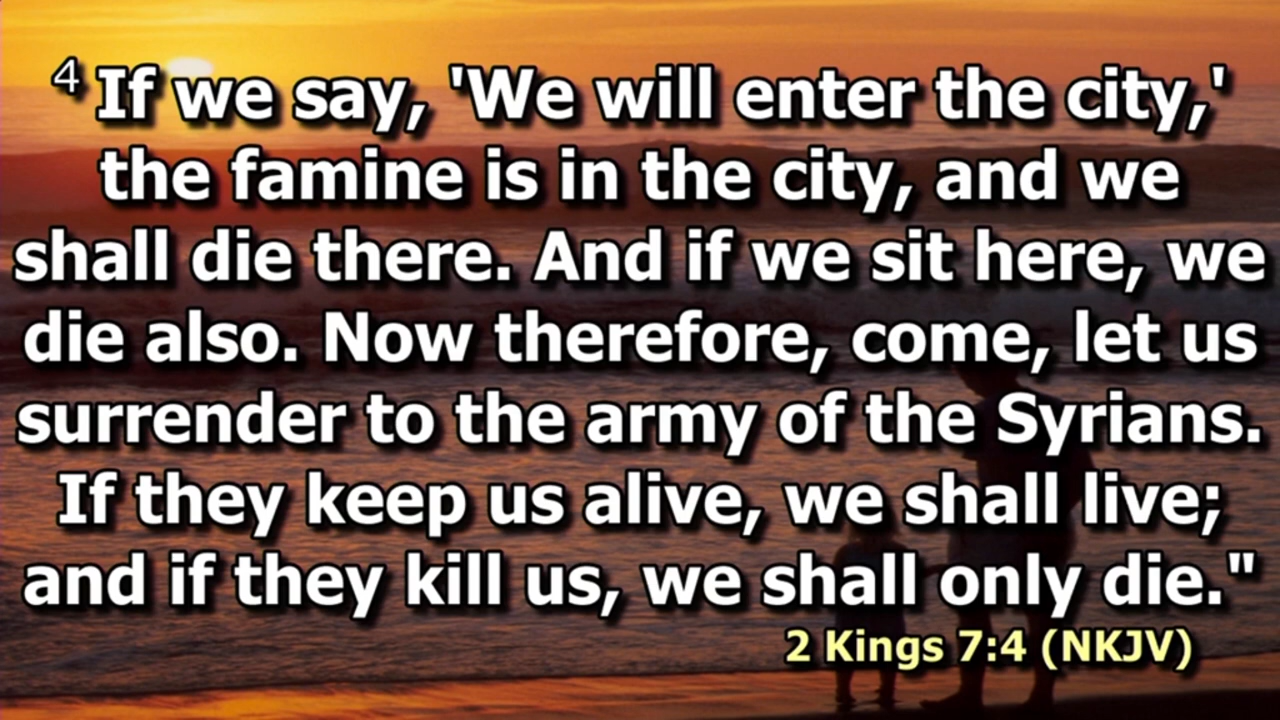 4 If we say, 'We will enter the city,'
the famine is in the city, and we
shall die there. And if we sit here, we
die also. Now therefore, come, let us
surrender to the army of the Syrians.
If they keep us alive, we shall live;
and if they kill us, we shall only die."
2 Kings 7:4 (NKJV)